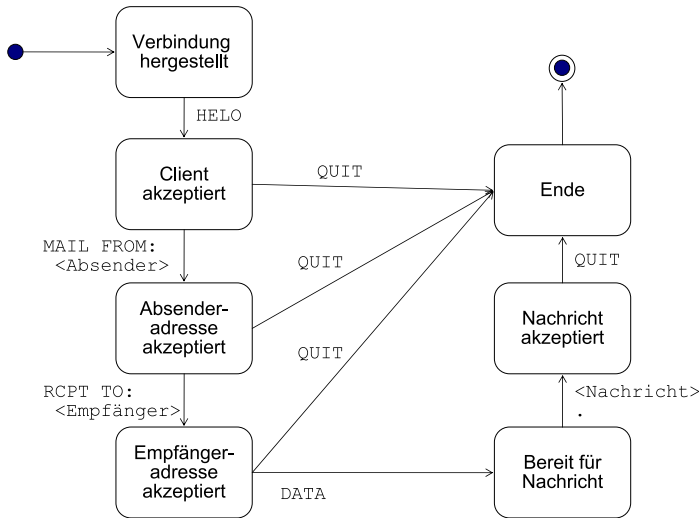 Verbindung
hergestellt
HELO
Client
akzeptiert
QUIT
Ende
MAIL FROM:
<Absender>
QUIT
QUIT
Absender-
adresse
akzeptiert
Nachricht
akzeptiert
QUIT
RCPT TO:
<Empfänger>
<Nachricht>
.
Empfänger-
adresse
akzeptiert
DATA
Bereit für
Nachricht